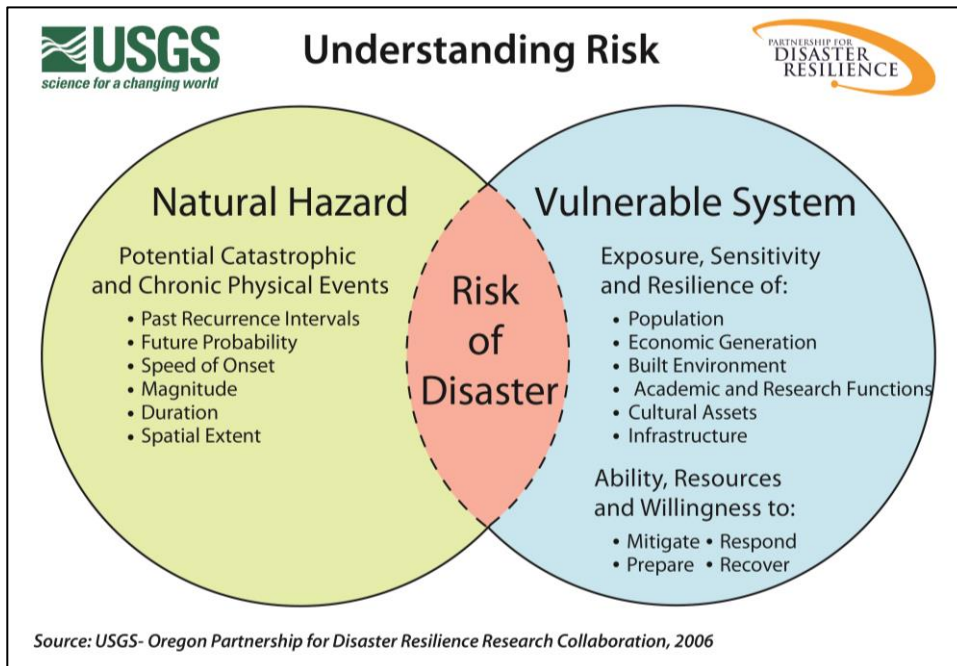 USGS
science for a changing world
Understanding Risk
PARTNERSHIP FOR
DISASTER
RESILIENCE
Natural Hazard
Potential Catastrophic
and Chronic Physical Events
• Past Recurrence Intervals
• Future Probability
• Speed of Onset
• Magnitude
• Duration
• Spatial Extent
Risk
of
Disaster
Vulnerable System
Exposure, Sensitivity
and Resilience of:
• Population
• Economic Generation
• Built Environment
• Academic and Research Functions
• Cultural Assets
• Infrastructure
Ability, Resources
and Willingness to:
• Mitigate • Respond
• Prepare • Recover
Source: USGS- Oregon Partnership for Disaster Resilience Research Collaboration, 2006